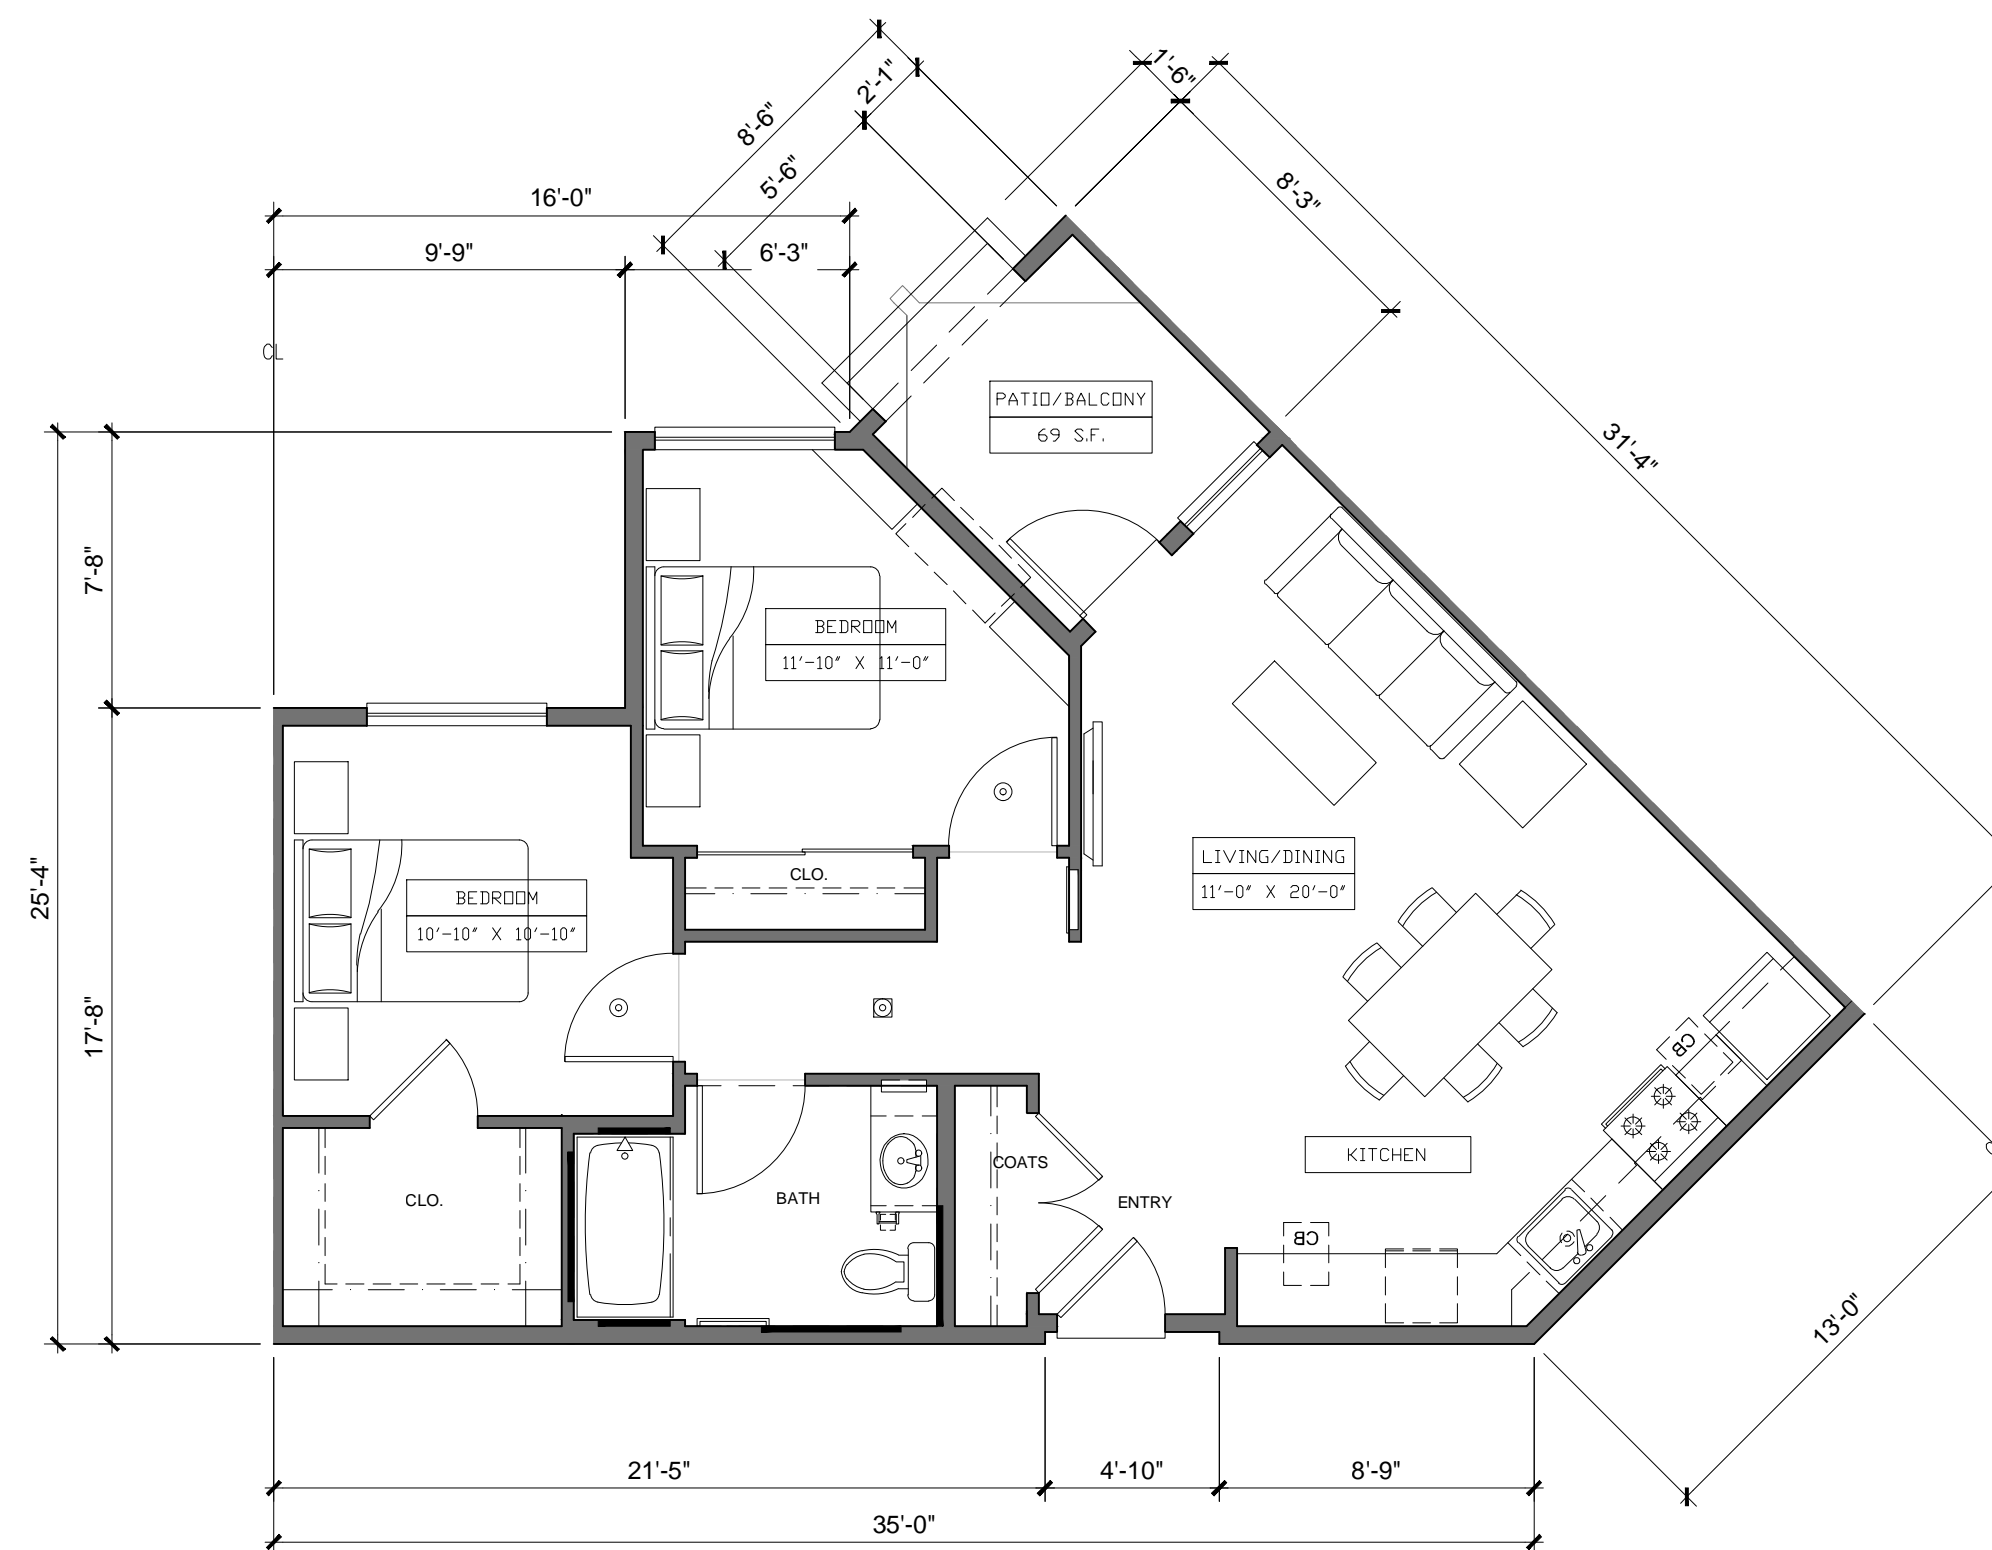 1'-6"
2'-1"
8'-6"
5'-6"
8'-3"
16'-0"
9'-9"
6'-3"
CL
PATIO/BALCONY
69 S.F.
31'-4"
7'-8"
BEDROOM
11'-10" X 11'-0"
LIVING/DINING
11'-0" X 20'-0"
CLO.
25'-4"
BEDROOM
10'-10" X 10'-10"
17'-8"
CB
KITCHEN
COATS
CLO.
BATH
ENTRY
CB
13'-0"
21'-5"
4'-10"
8'-9"
35'-0"